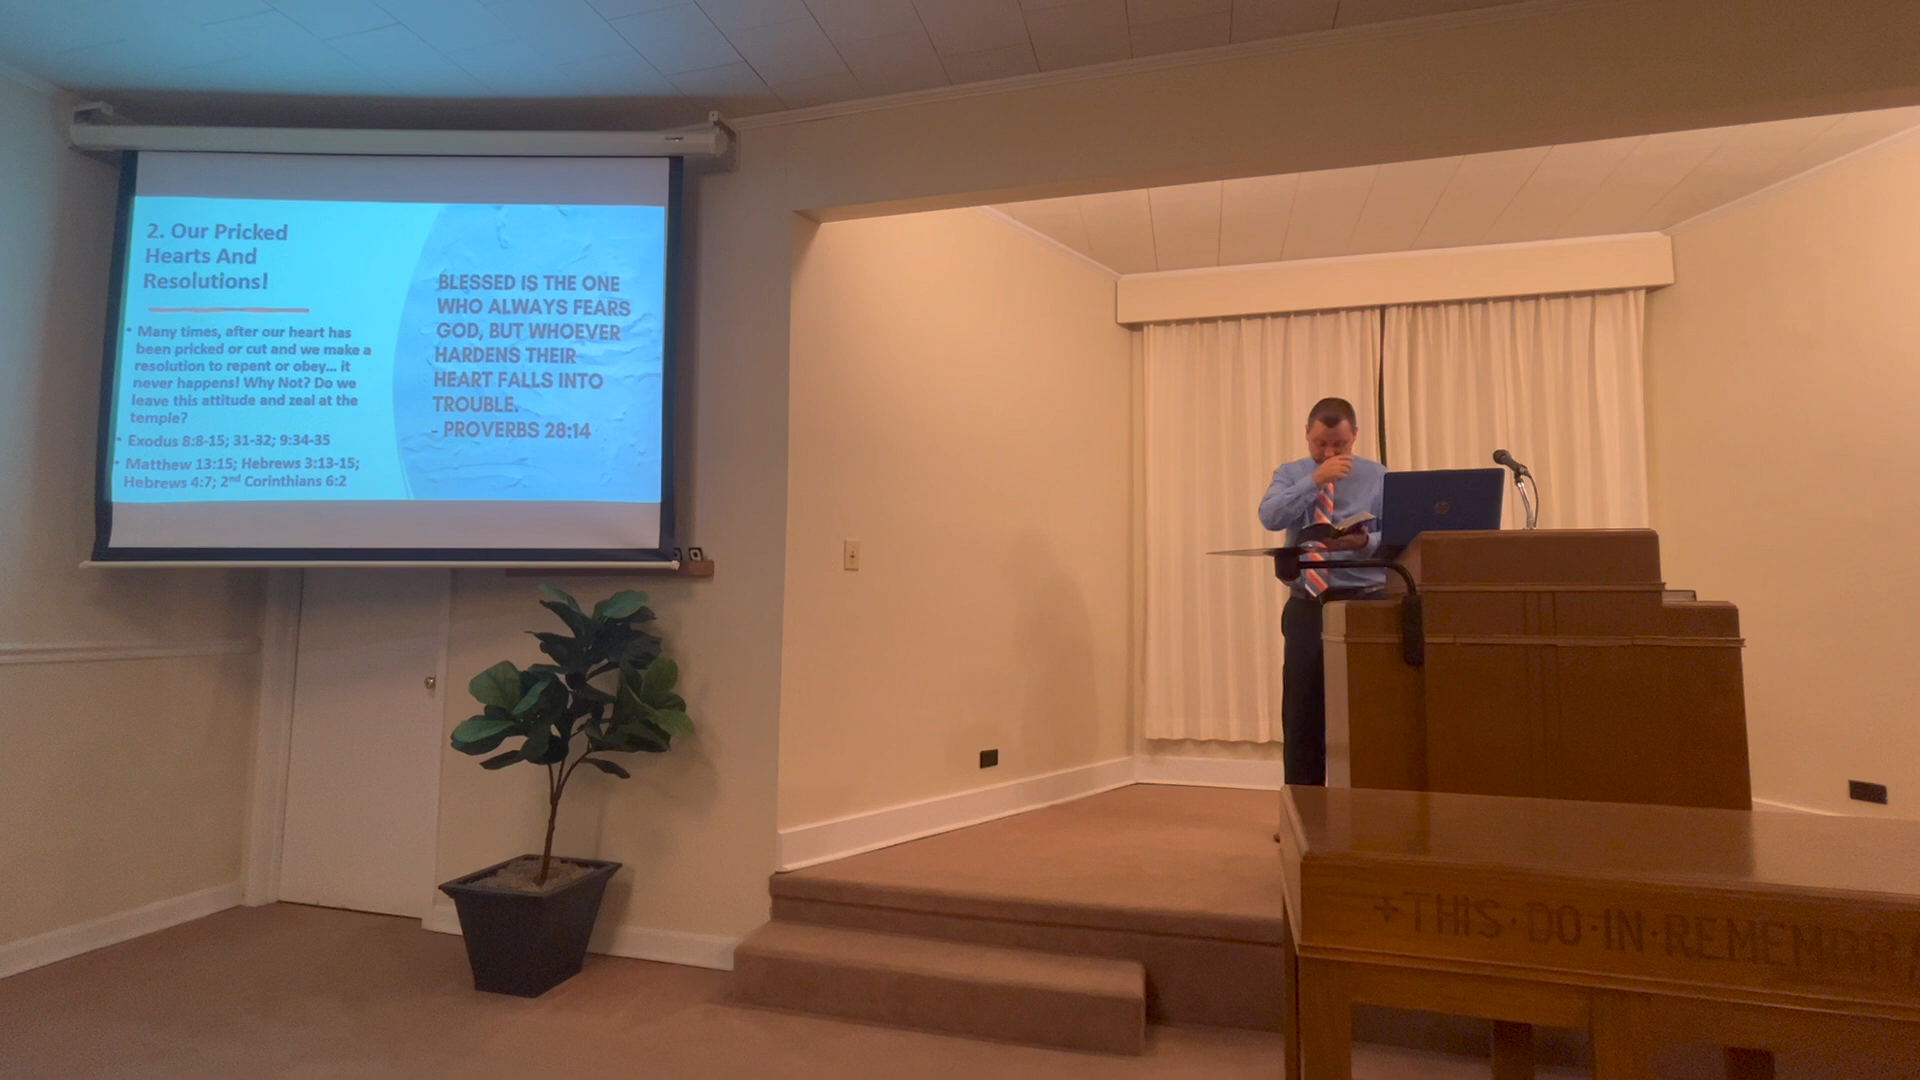 2. Our Pricked
Hearts And
Resolutions!
• Many times, after our heart has
been pricked or cut and we make a
resolution to repent or obey... it
never happens! Why Not? Do we
leave this attitude and zeal at the
temple?
• Exodus 8:8-15; 31-32; 9:34-35
• Matthew 13:15; Hebrews 3:13-15;
Hebrews 4:7; 2nd Corinthians 6:2
BLESSED IS THE ONE
WHO ALWAYS FEARS
GOD, BUT WHOEVER
HARDENS THEIR
HEART FALLS INTO
TROUBLE.
- PROVERBS 28:14
hp
+THIS·DO·IN·REMEMBRA